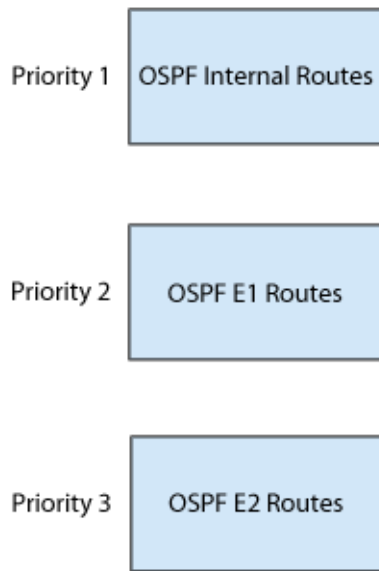 Priority 1 OSPF Internal Routes
Priority 2 OSPF E1 Routes
Priority 3 OSPF E2 Routes